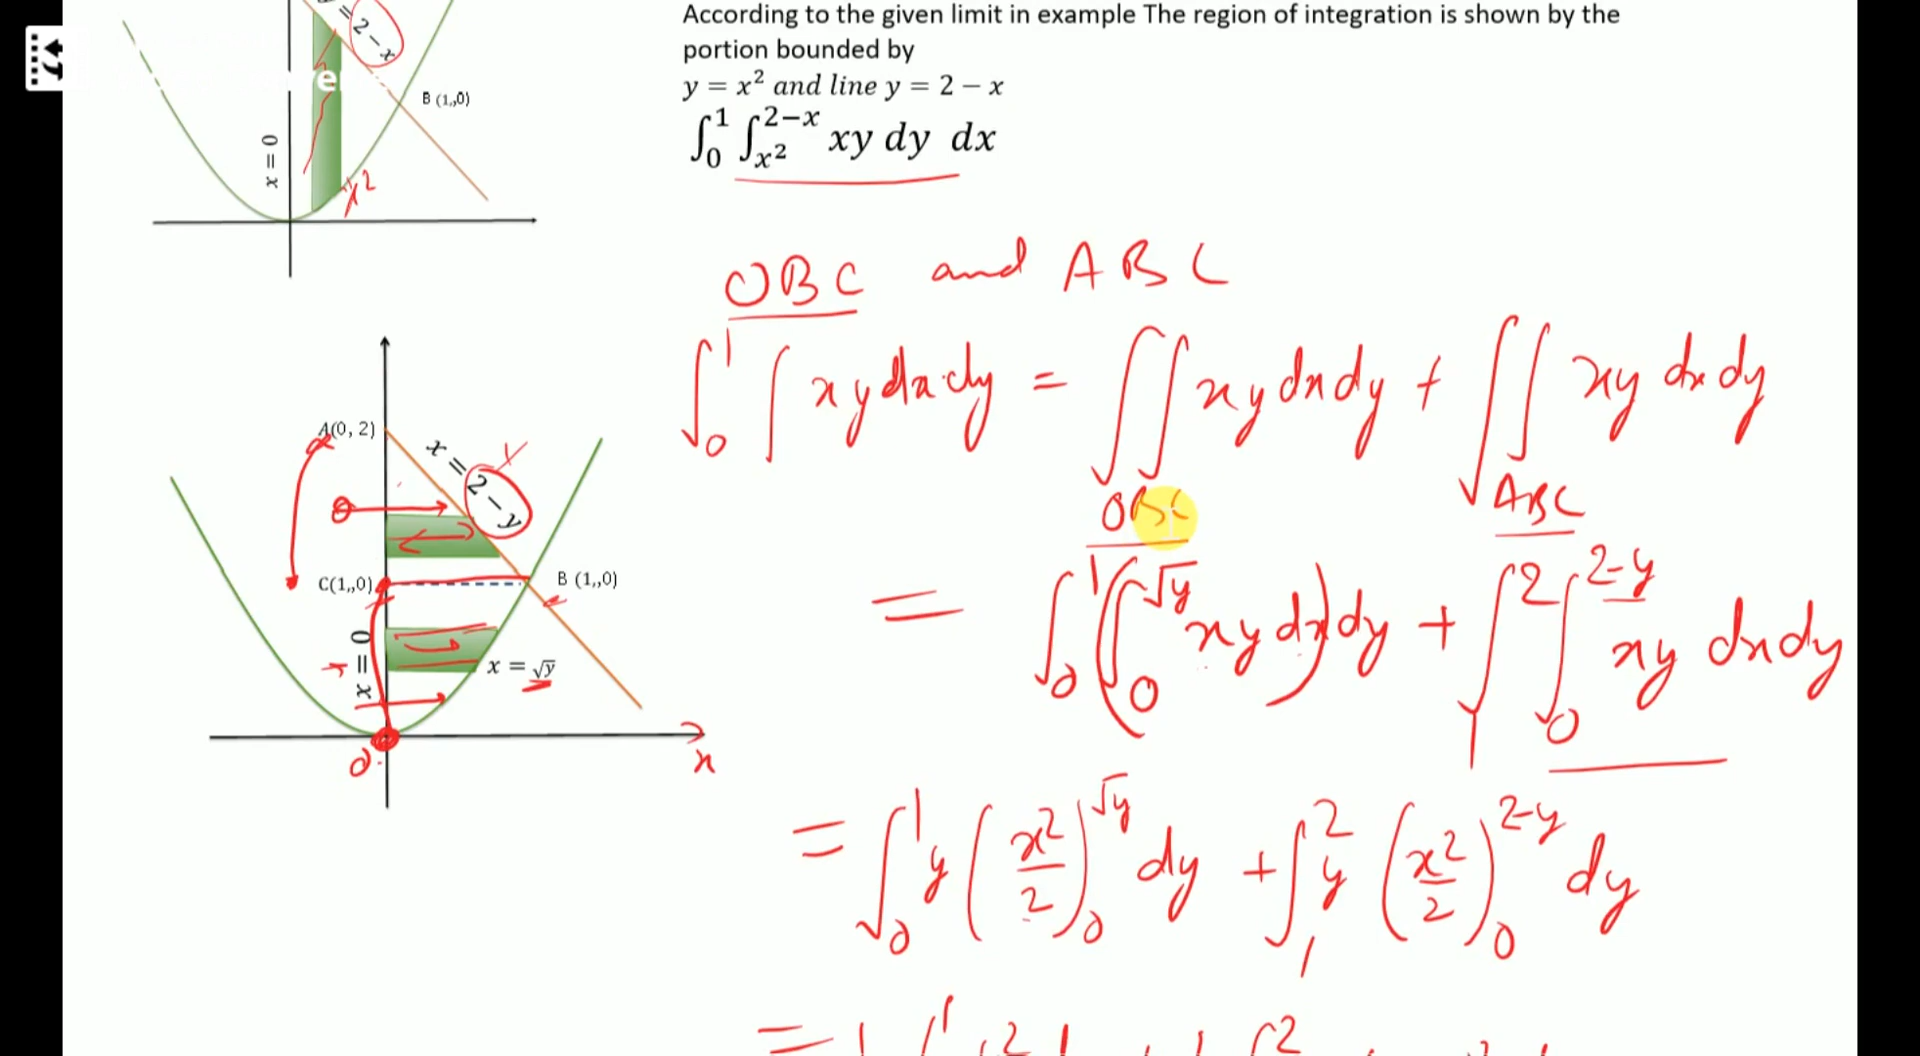 According to the given limit in example The region of integration is shown by the
portion bounded by
y = x² and line y = 2 − x
∫₀¹ ∫ₓ²²⁻ˣ xy dy dx
= 2 − x
B (1,,0)
x = 0
x²
OBC and ABC
∫₀¹ ∫ xy dx dy = ∬ xy dx dy + ∬ xy dx dy
OBC ABC
= ∫₀¹ (∫₀^√y xy dx) dy + ∫₁² ∫₀^2-y xy dx dy
= ∫₀¹ y (x²/2)₀^√y dy + ∫₁² y (x²/2)₀^2-y dy
A(0, 2)
x = 2 − y
C(1,,0)
B (1,,0)
x = 0
x = √y
0
x